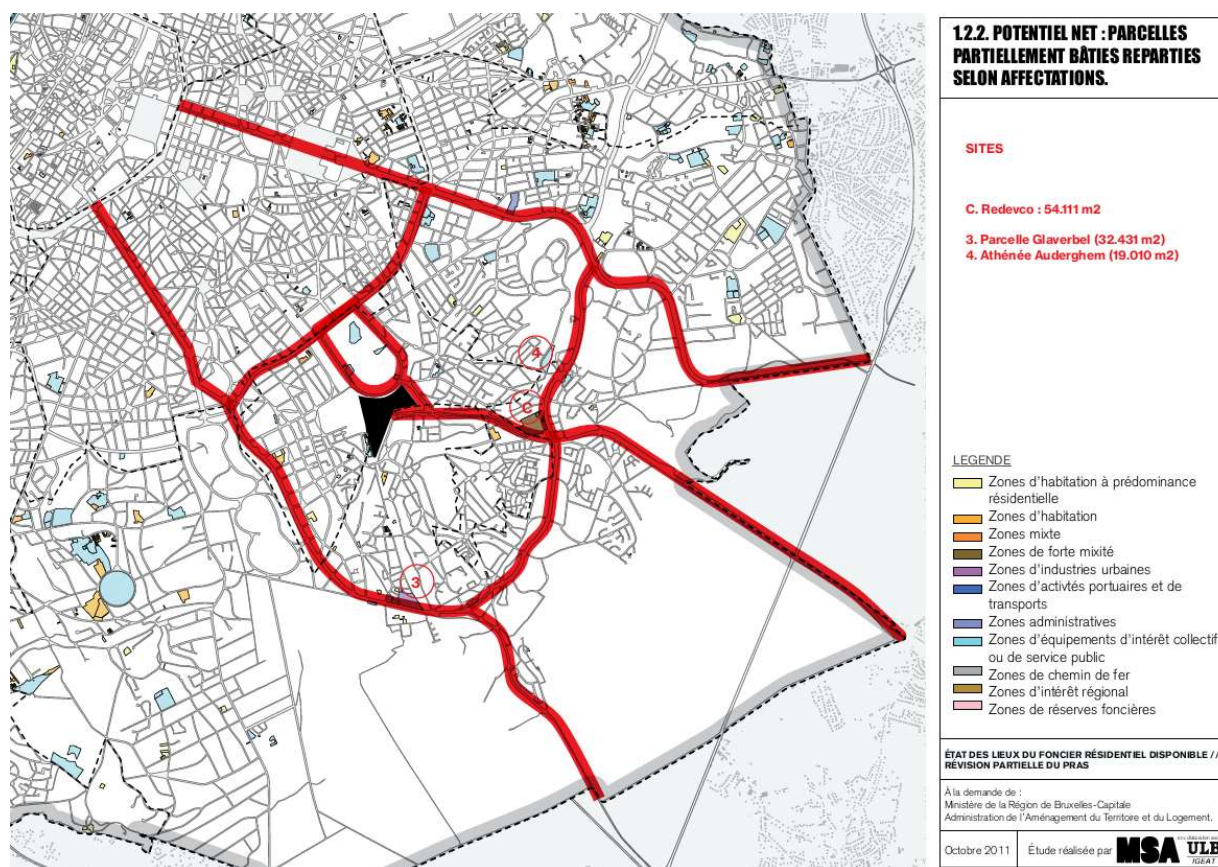 1.2.2. POTENTIEL NET : PARCELLES
PARTIELLEMENT BÂTIES REPARTIES
SELON AFFECTATIONS.
SITES
C. Redevco : 54.111 m2
3. Parcelle Glaverbel (32.431 m2)
4. Athénée Auderghem (19.010 m2)
4
C
3
LEGENDE
Zones d'habitation à prédominance
résidentielle
Zones d'habitation
Zones mixte
Zones de forte mixité
Zones d'industries urbaines
Zones d'activtés portuaires et de
transports
Zones administratives
Zones d'équipements d'intérêt collectif
ou de service public
Zones de chemin de fer
Zones d'intérêt régional
Zones de réserves foncières
ÉTAT DES LIEUX DU FONCIER RÉSIDENTIEL DISPONIBLE //
RÉVISION PARTIELLE DU PRAS
À la demande de :
Ministère de la Région de Bruxelles-Capitale
Administration de l'Aménagement du Territoire et du Logement.
Octobre 2011
Étude réalisée par MSA ULB
IGEAT